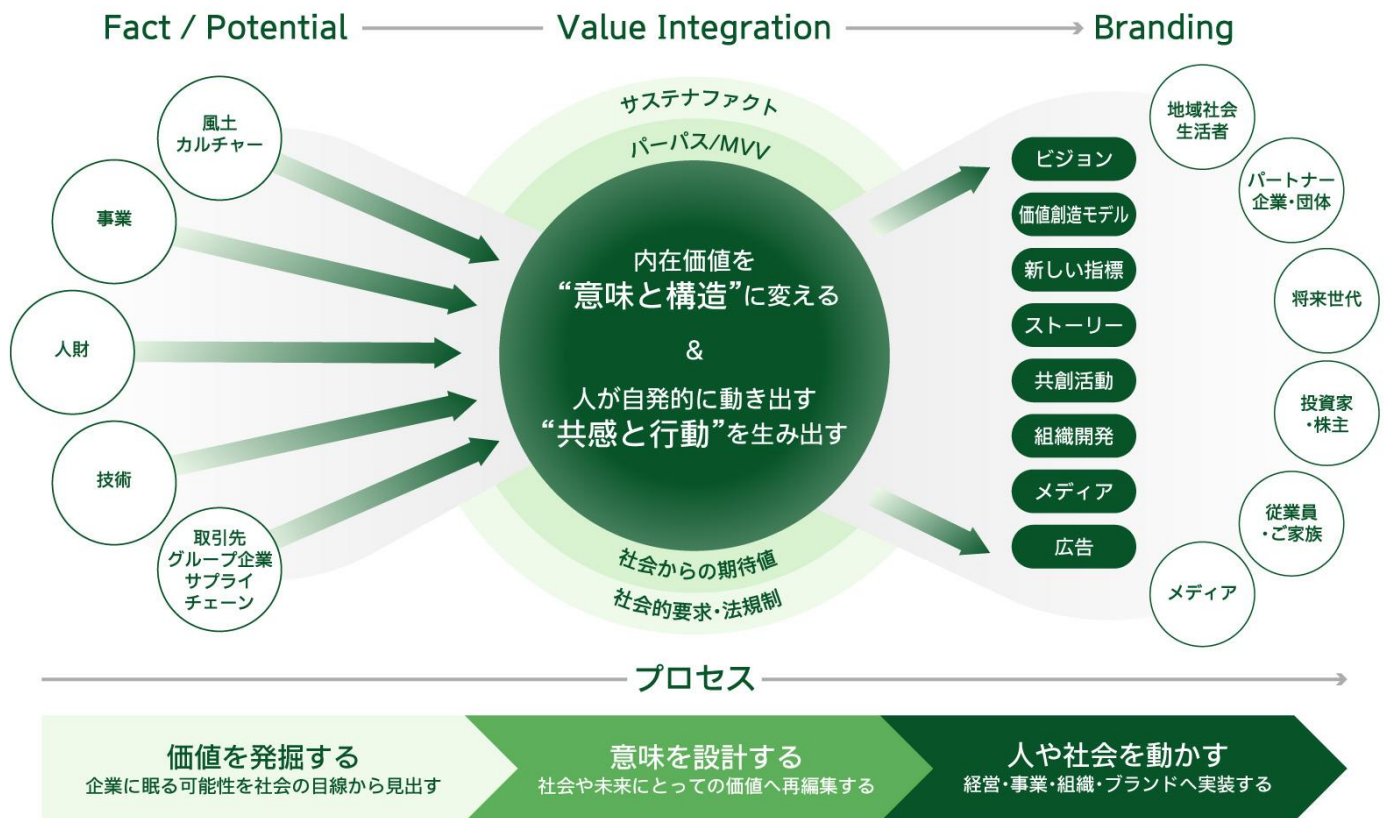 Fact / Potential
Value Integration
Branding
風土
カルチャー
事業
人財
技術
取引先
グループ企業
サプライ
チェーン
サステナファクト
パーパス/MVV
内在価値を
“意味と構造”に変える
&
人が自発的に動き出す
“共感と行動”を生み出す
社会からの期待値
社会的要求・法規制
ビジョン
価値創造モデル
新しい指標
ストーリー
共創活動
組織開発
メディア
広告
地域社会
生活者
パートナー
企業・団体
将来世代
投資家
・株主
従業員
・ご家族
メディア
プロセス
価値を発掘する
企業に眠る可能性を社会の目線から見出す
意味を設計する
社会や未来にとっての価値へ再編集する
人や社会を動かす
経営・事業・組織・ブランドへ実装する